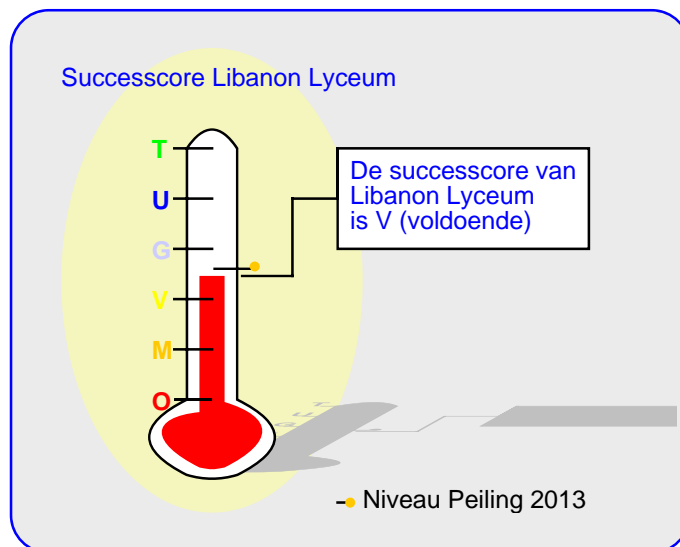 Successcore Libanon Lyceum
T
U
G
V
M
O
De successcore van
Libanon Lyceum
is V (voldoende)
Niveau Peiling 2013